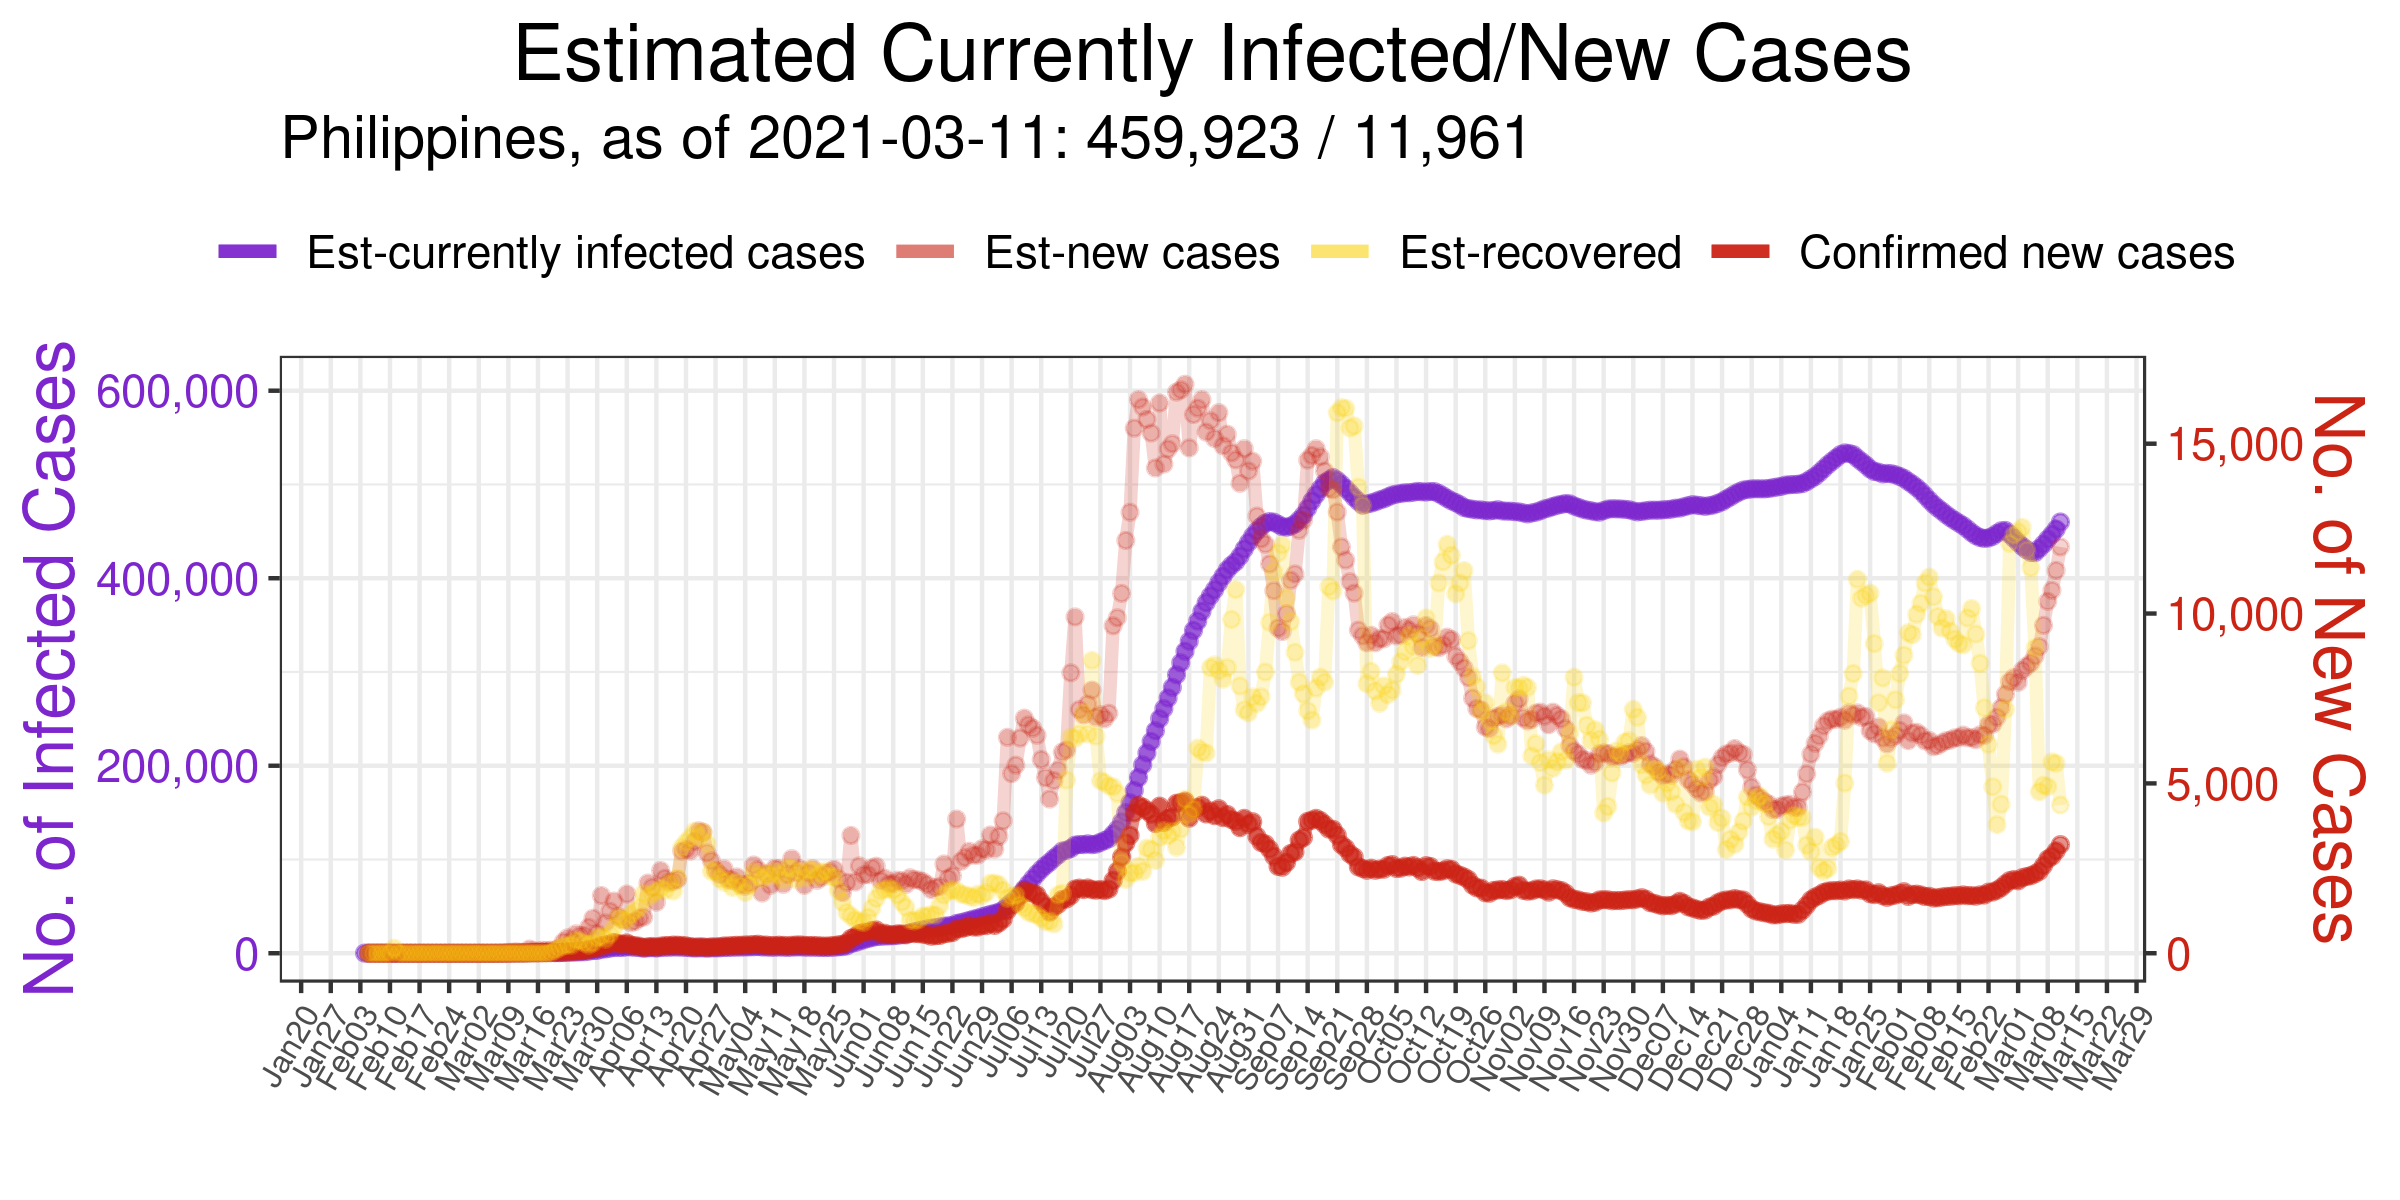 Estimated Currently Infected/New Cases
Philippines, as of 2021-03-11: 459,923 / 11,961
Est-currently infected cases Est-new cases Est-recovered Confirmed new cases
No. of Infected Cases
600,000
400,000
200,000
0
15,000
10,000
5,000
0
No. of New Cases
Jan20 Jan27 Feb03 Feb10 Feb17 Feb24 Mar02 Mar09 Mar16 Mar23 Mar30 Apr06 Apr13 Apr20 Apr27 May04 May11 May18 May25 Jun01 Jun08 Jun15 Jun22 Jun29 Jul06 Jul13 Jul20 Jul27 Aug03 Aug10 Aug17 Aug24 Aug31 Sep07 Sep14 Sep21 Sep28 Oct05 Oct12 Oct19 Oct26 Nov02 Nov09 Nov16 Nov23 Nov30 Dec07 Dec14 Dec21 Dec28 Jan04 Jan11 Jan18 Jan25 Feb01 Feb08 Feb15 Feb22 Mar01 Mar08 Mar15 Mar22 Mar29